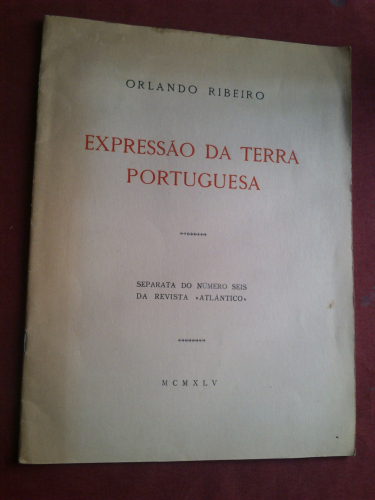 ORLANDO RIBEIRO
EXPRESSÃO DA TERRA
PORTUGUESA
SEPARATA DO NÚMERO SEIS
DA REVISTA «ATLÂNTICO»
MCMXLV